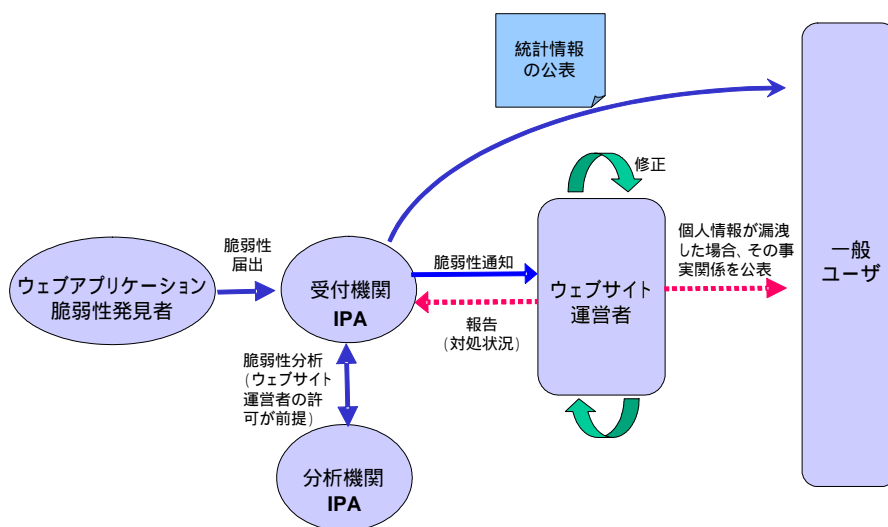 統計情報
の公表
修正
脆弱性
届出
ウェブアプリケーション
脆弱性発見者
受付機関
IPA
脆弱性通知
報告
(対処状況)
ウェブサイト
運営者
個人情報が漏洩
した場合、その事
実関係を公表
一般
ユーザ
脆弱性分析
(ウェブサイト
運営者の許
可が前提)
分析機関
IPA